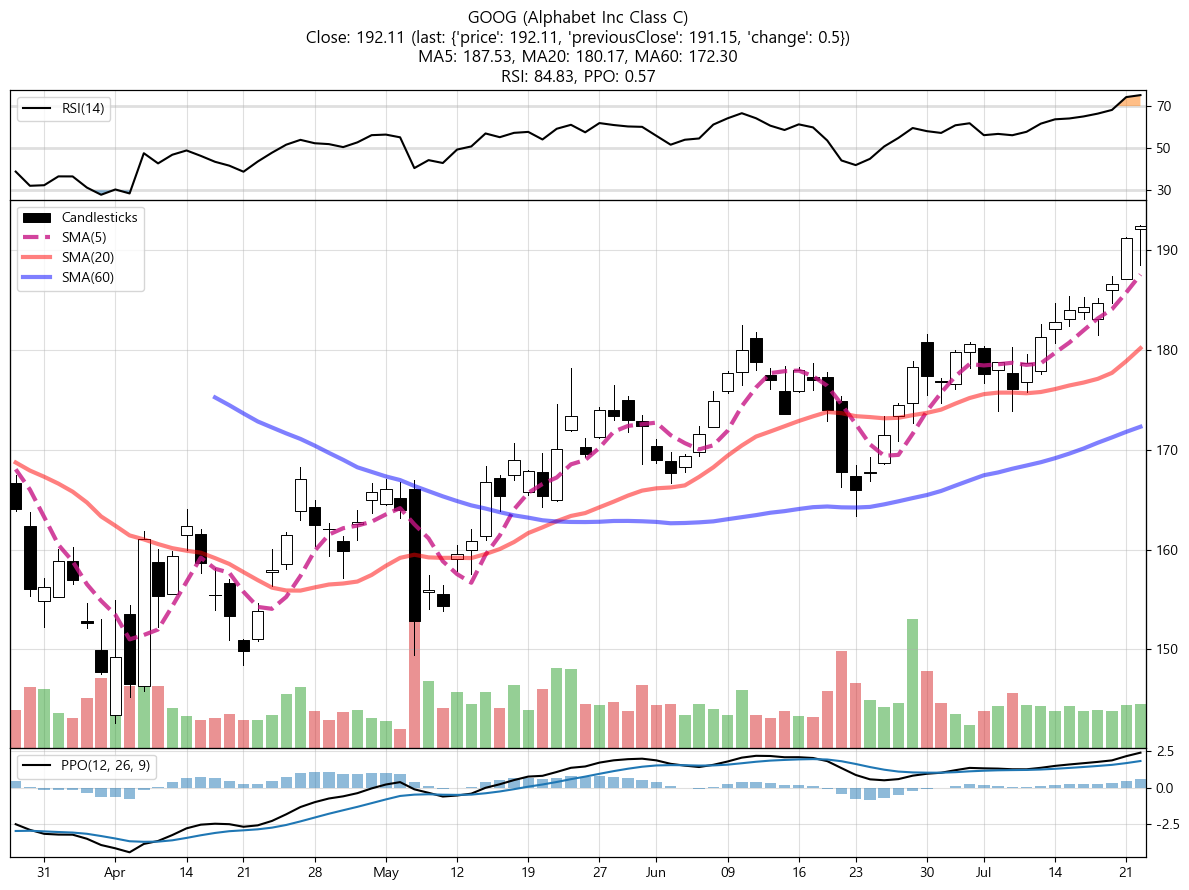 GOOG (Alphabet Inc Class C)
Close: 192.11 (last: {'price': 192.11, 'previousClose': 191.15, 'change': 0.5})
MA5: 187.53, MA20: 180.17, MA60: 172.30
RSI: 84.83, PPO: 0.57
RSI(14)
70
50
30
Candlesticks
SMA(5)
SMA(20)
SMA(60)
190
180
170
160
150
PPO(12, 26, 9)
2.5
0.0
−2.5
31 Apr 14 21 28 May 12 19 27 Jun 09 16 23 30 Jul 14 21